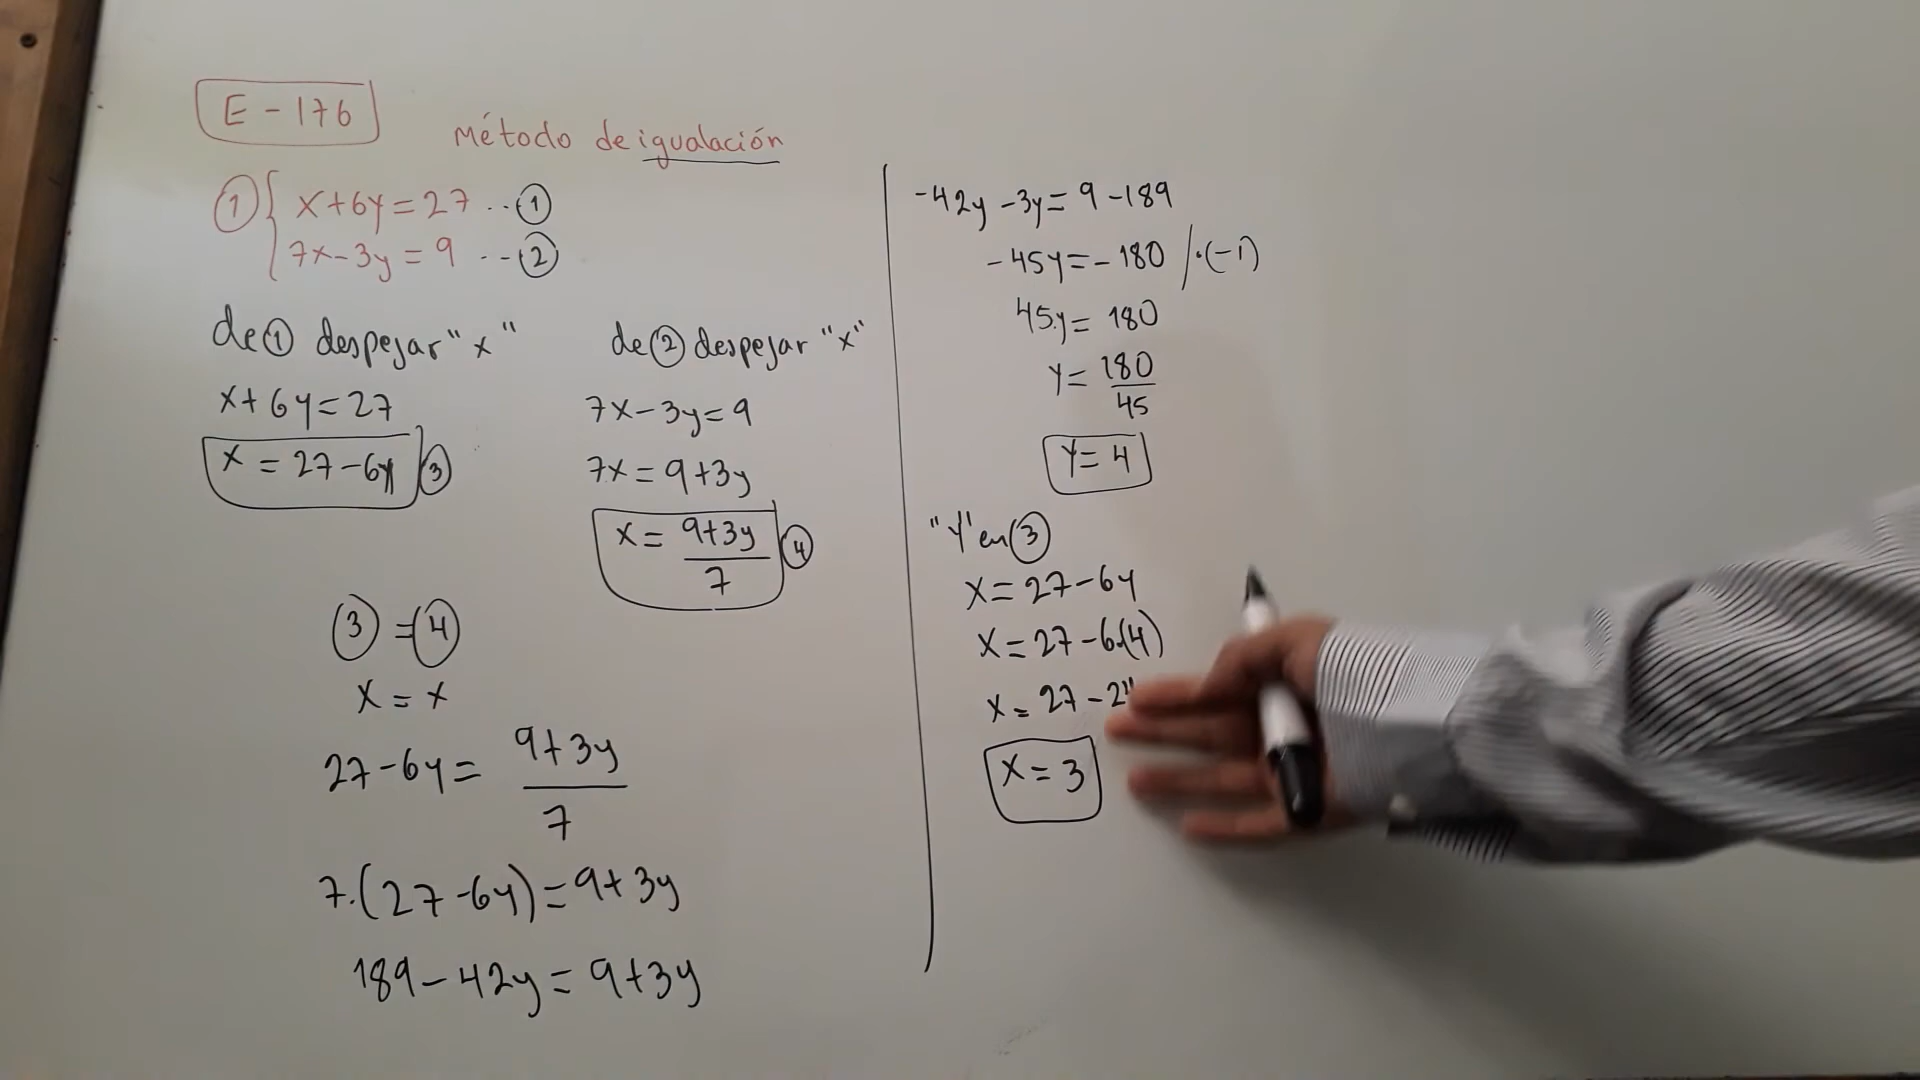 E - 176
Método de igualación
① x+6y=27 ...①
7x-3y=9 ...②
de① despejar "x"
x+6y=27
x=27-6y ③
de② despejar "x"
7x-3y=9
7x=9+3y
x=9+3y/7 ④
③=④
x=x
27-6y=9+3y/7
7.(27-6y)=9+3y
189-42y=9+3y
-42y-3y=9-189
-45y=-180 /·(-1)
45y=180
y=180/45
y=4
"y" en ③
x=27-6y
x=27-6.(4)
x=27-2
x=3